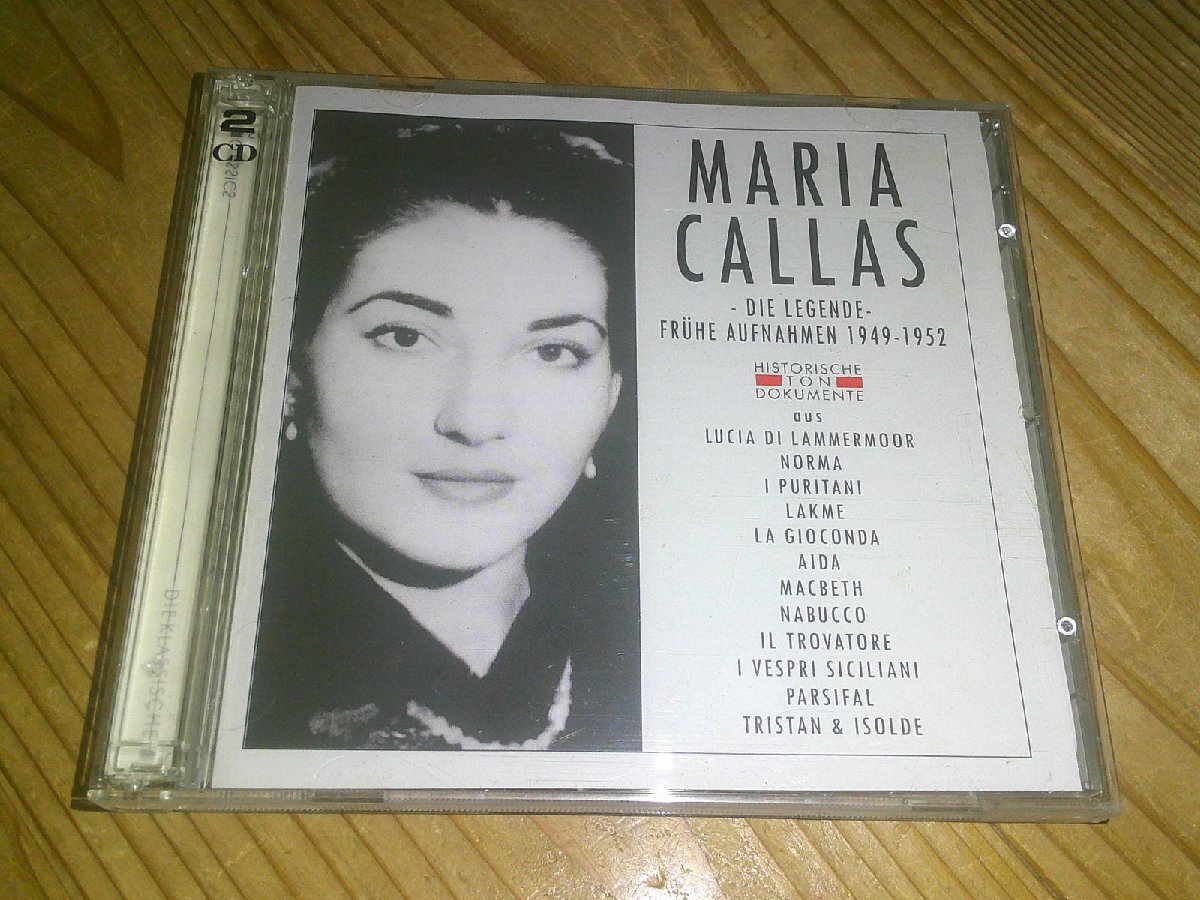 2
CD
MARIA
CALLAS
- DIE LEGENDE-
FRÜHE AUFNAHMEN 1949-1952
HISTORISCHE
TON
DOKUMENTE
aus
LUCIA DI LAMMERMOOR
NORMA
I PURITANI
LAKME
LA GIOCONDA
AIDA
MACBETH
NABUCCO
IL TROVATORE
I VESPRI SICILIANI
PARSIFAL
TRISTAN & ISOLDE